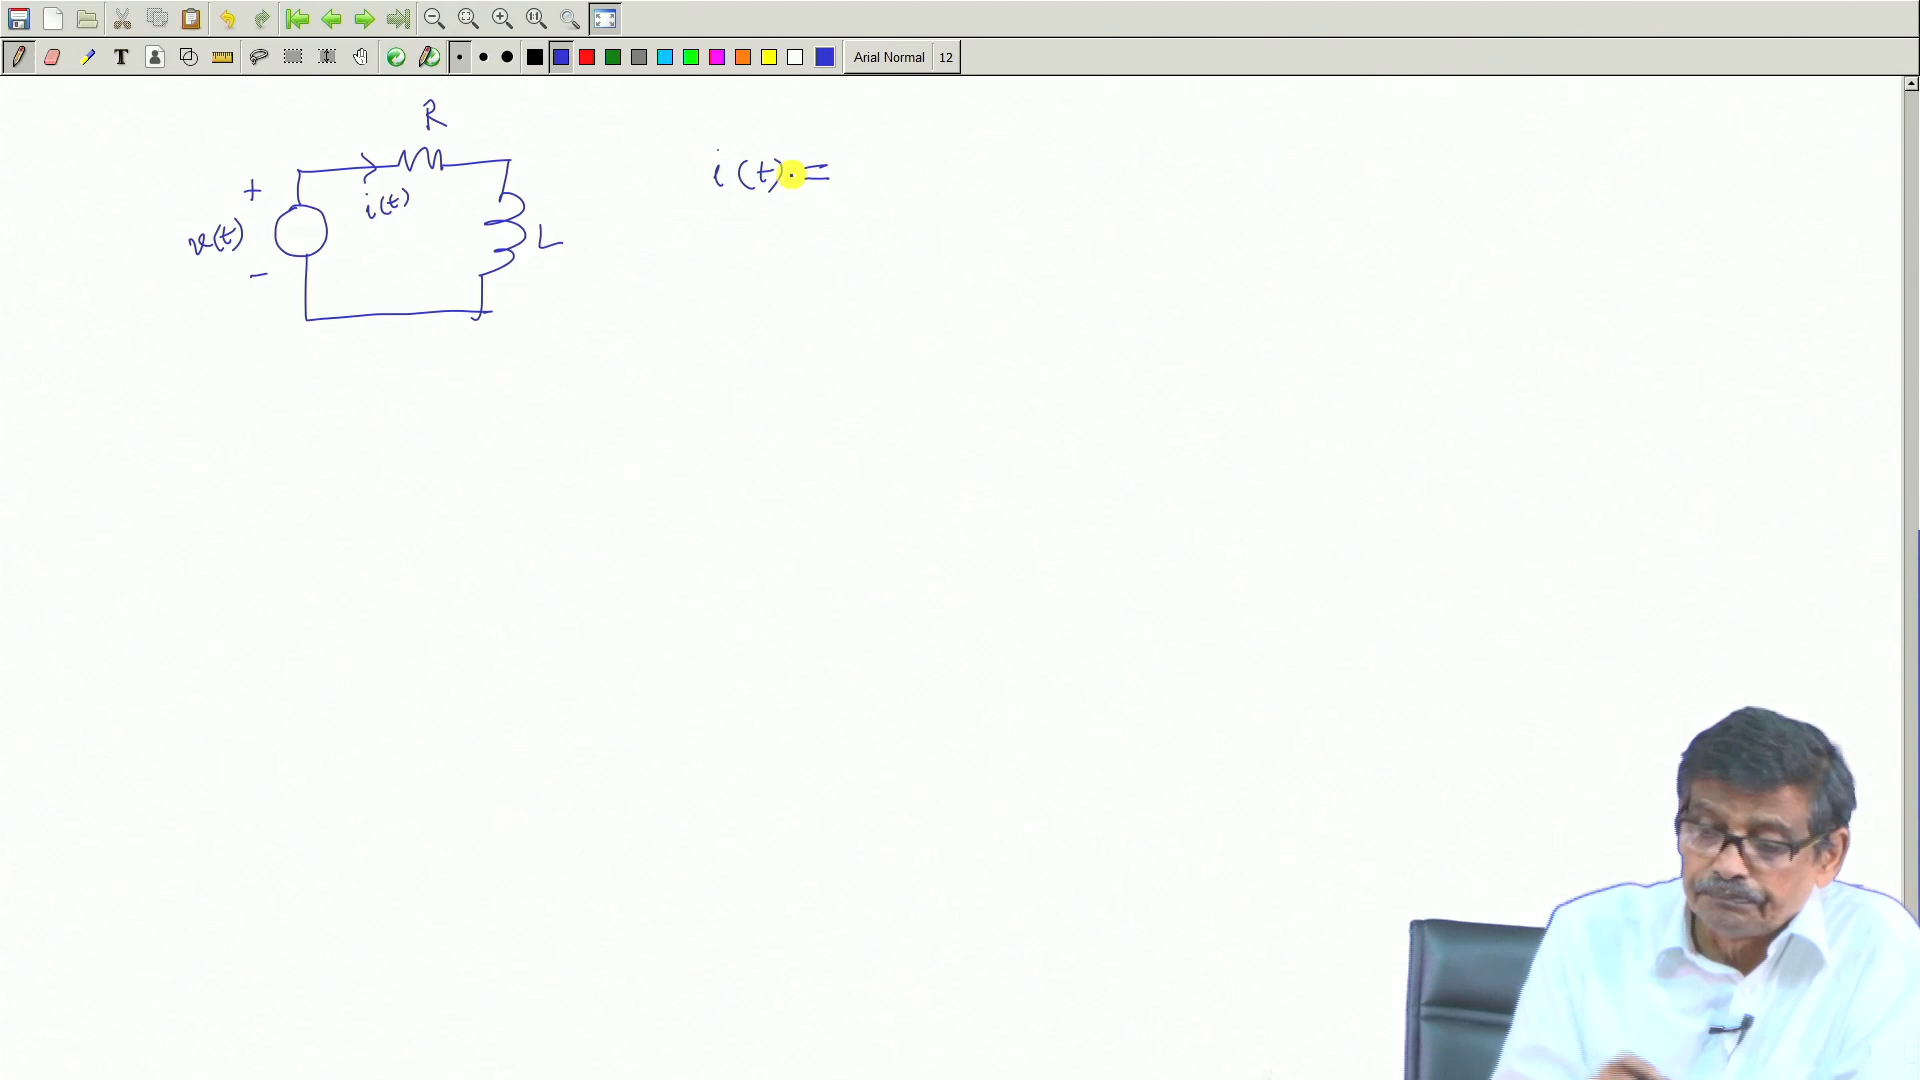 T
Arial Normal 12
R
+
i(t)
v(t)
L
−
i(t) =